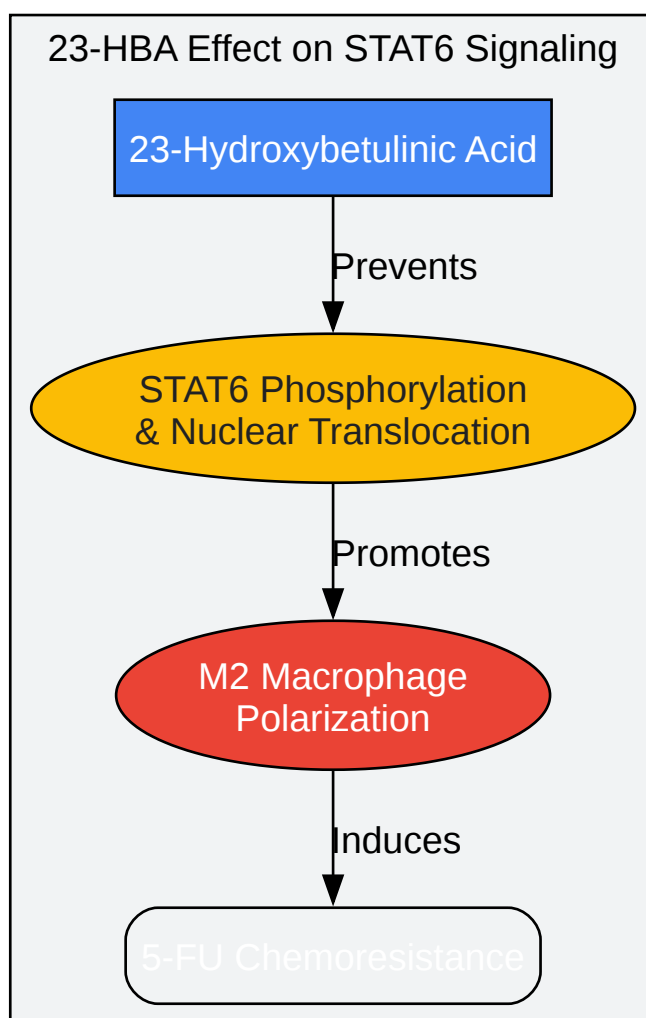 23-HBA Effect on STAT6 Signaling
23-Hydroxybetulinic Acid
Prevents
STAT6 Phosphorylation
& Nuclear Translocation
Promotes
M2 Macrophage
Polarization
Induces
5-FU Chemoresistance